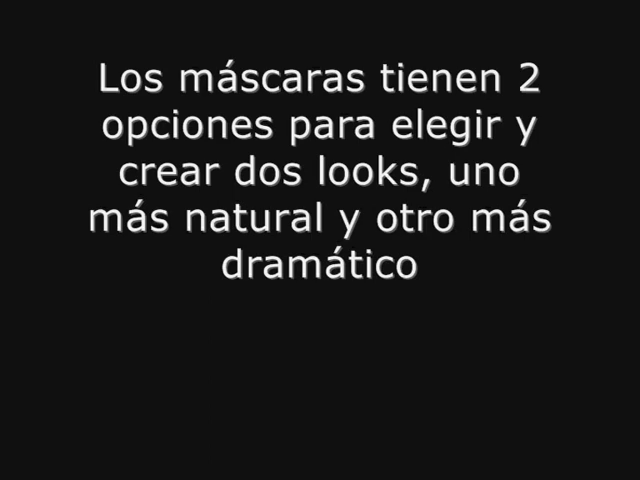 Los máscaras tienen 2
opciones para elegir y
crear dos looks, uno
más natural y otro más
dramático